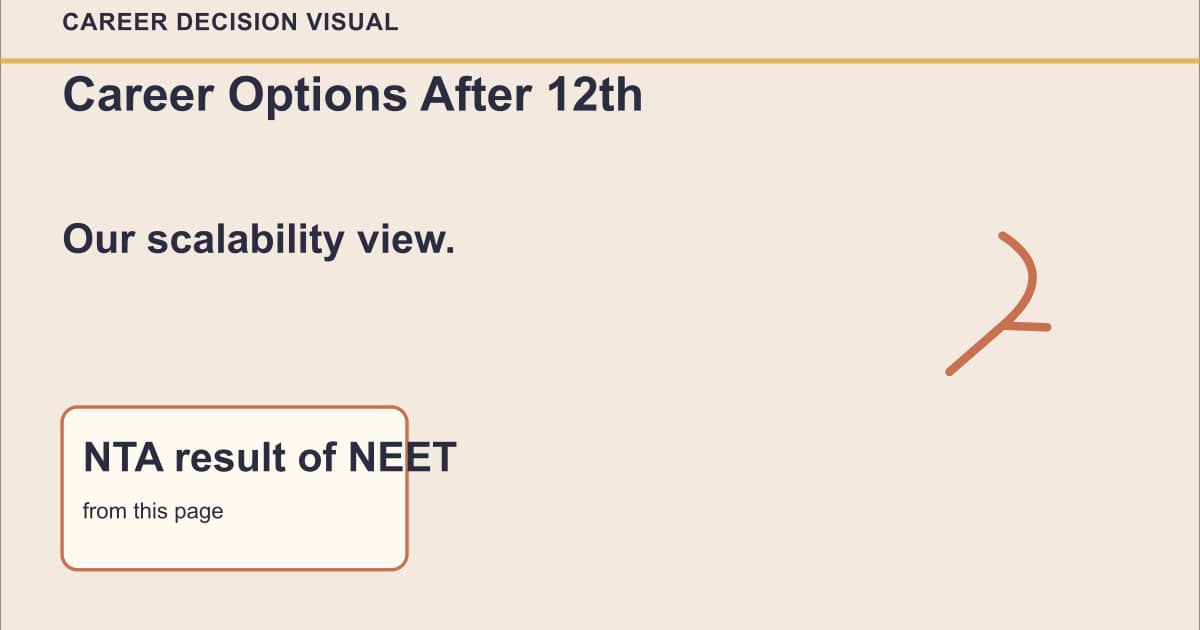 CAREER DECISION VISUAL
Career Options After 12th
Our scalability view.
NTA result of NEET
from this page